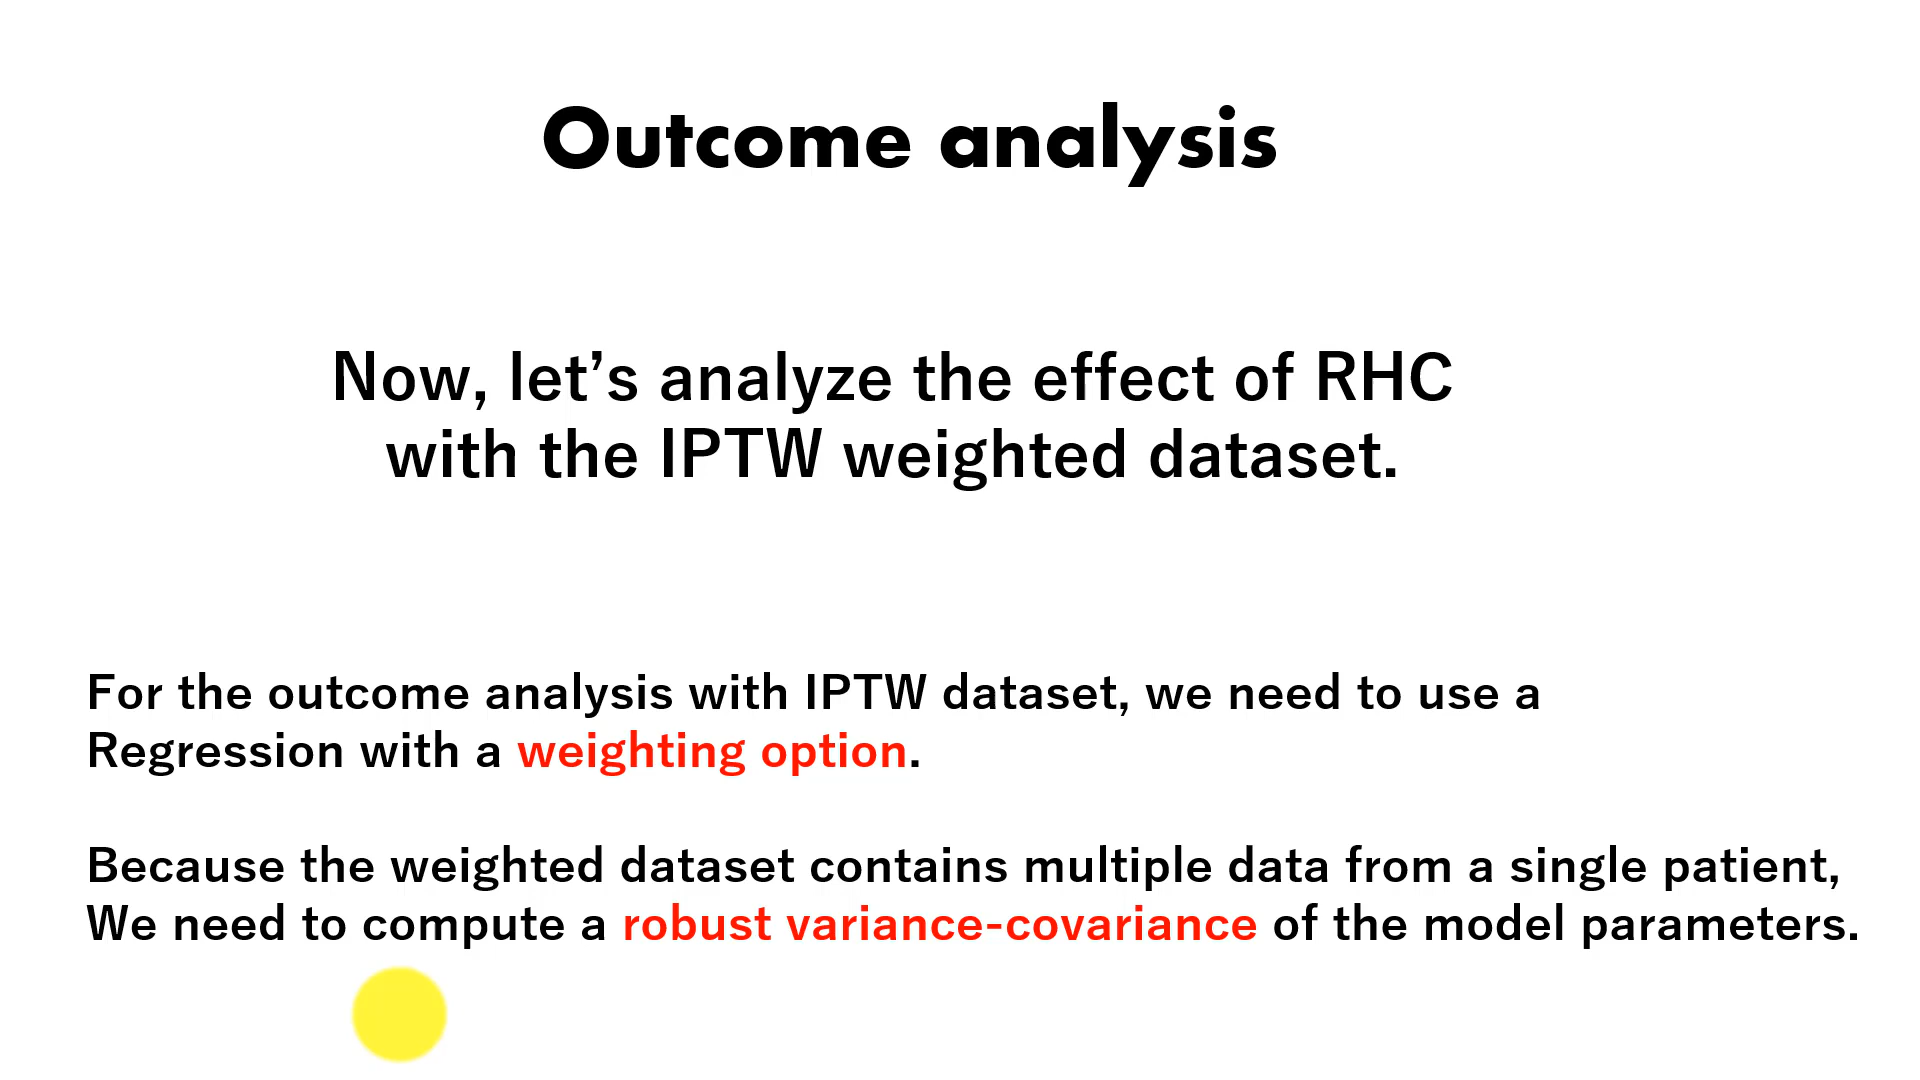 Outcome analysis
Now, let’s analyze the effect of RHC
with the IPTW weighted dataset.
For the outcome analysis with IPTW dataset, we need to use a
Regression with a weighting option.
Because the weighted dataset contains multiple data from a single patient,
We need to compute a robust variance-covariance of the model parameters.